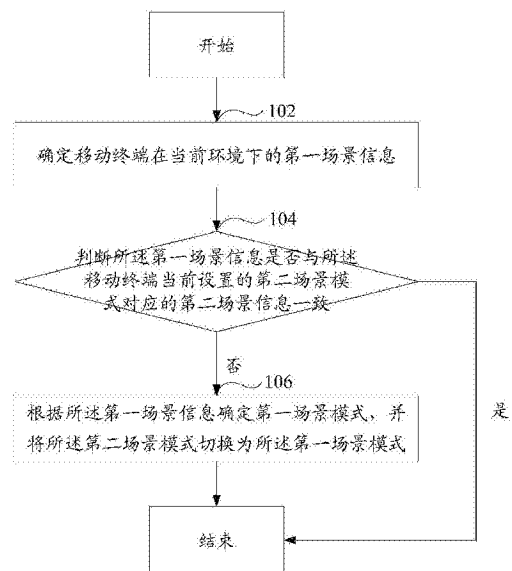 开始
102
确定移动终端在当前环境下的第一场景信息
104
判断所述第一场景信息是否与所述
移动终端当前设置的第二场景模
式对应的第二场景信息一致
否
106
是
根据所述第一场景信息确定第一场景模式、并
将所述第二场景模式切换为所述第一场景模式
结束